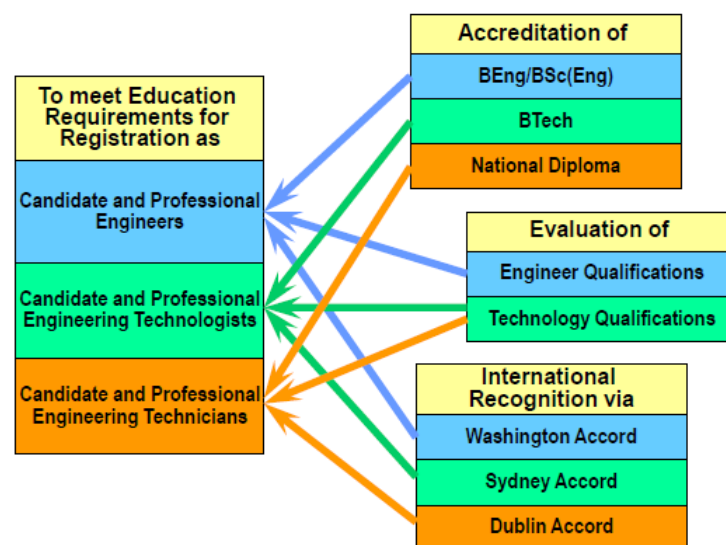 To meet Education
Requirements for
Registration as
Candidate and Professional
Engineers
Candidate and Professional
Engineering Technologists
Candidate and Professional
Engineering Technicians
Accreditation of
BEng/BSc(Eng)
BTech
National Diploma
Evaluation of
Engineer Qualifications
Technology Qualifications
International
Recognition via
Washington Accord
Sydney Accord
Dublin Accord